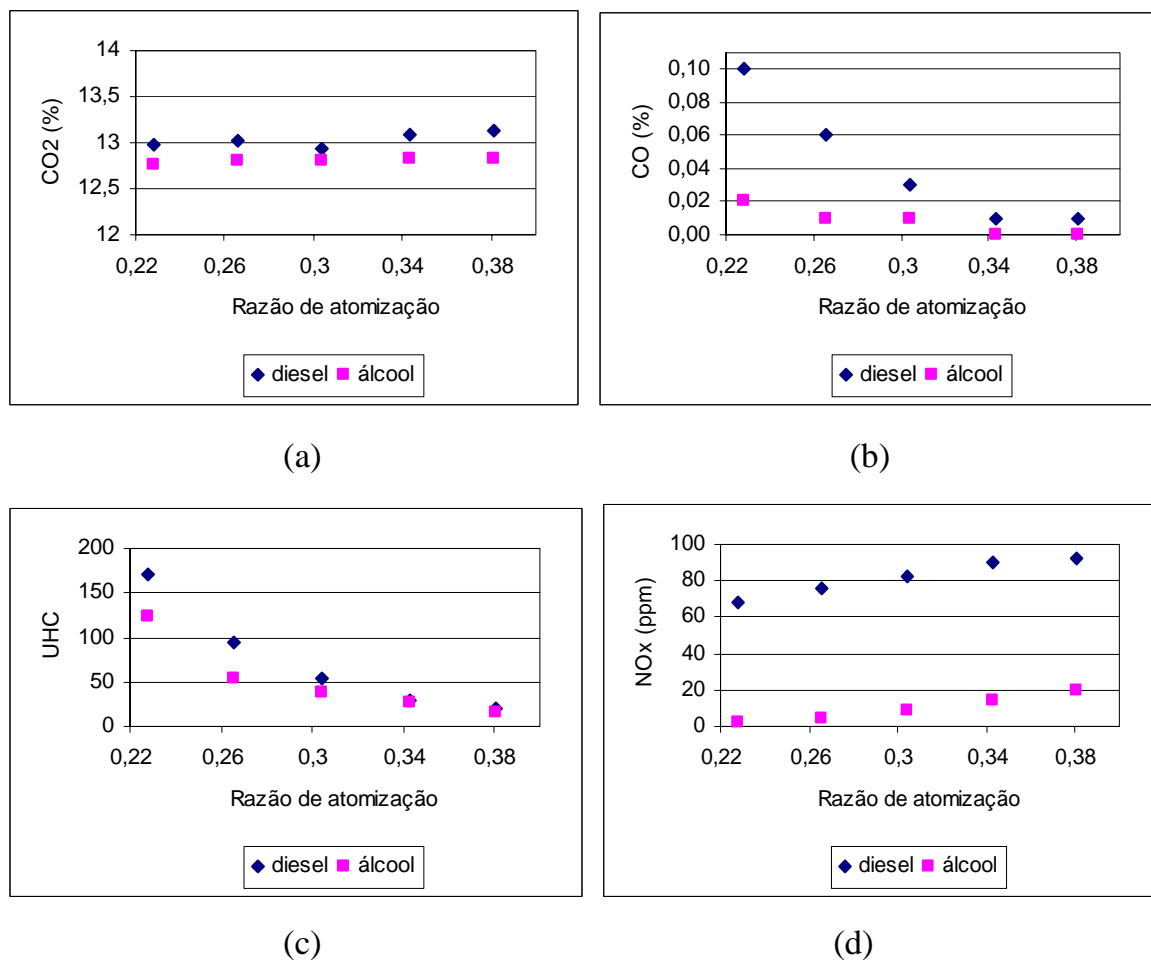 14
13,5
13
12,5
12
CO2 (%)
0,22 0,26 0,3 0,34 0,38
Razão de atomização
diesel álcool
(a)
0,10
0,08
0,06
0,04
0,02
0,00
CO (%)
0,22 0,26 0,3 0,34 0,38
Razão de atomização
diesel álcool
(b)
200
150
100
50
0
UHC
0,22 0,26 0,3 0,34 0,38
Razão de atomização
diesel álcool
(c)
100
80
60
40
20
0
NOx (ppm)
0,22 0,26 0,3 0,34 0,38
Razão de atomização
diesel álcool
(d)